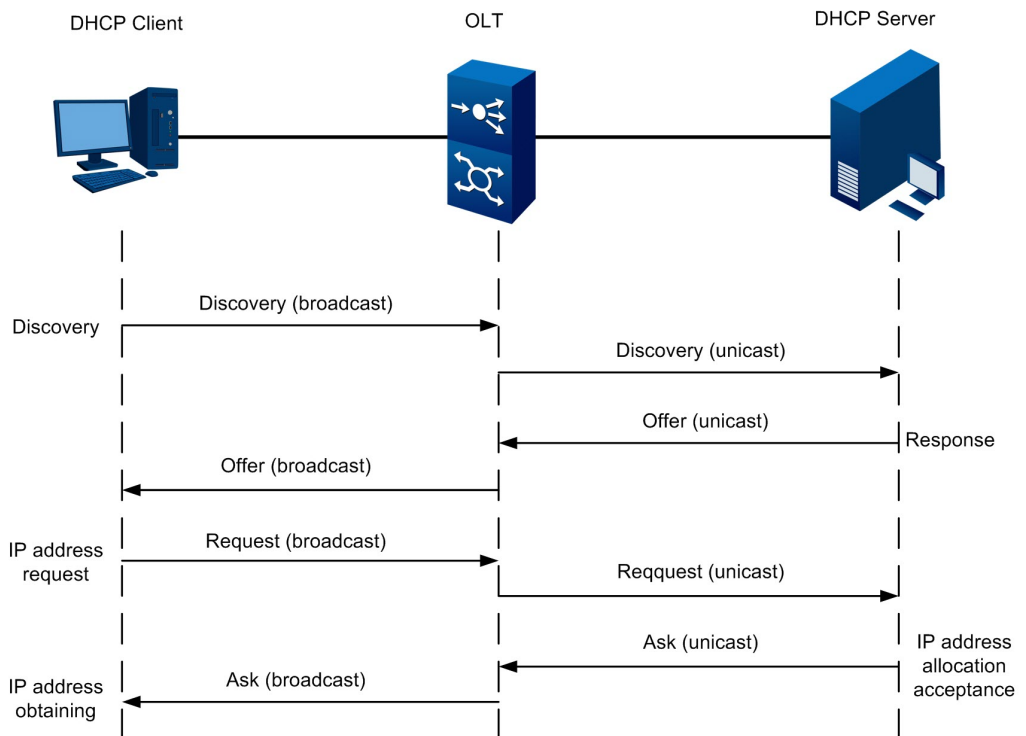 DHCP Client
OLT
DHCP Server
Discovery (broadcast)
Discovery
Discovery (unicast)
Offer (unicast)
Response
Offer (broadcast)
Request (broadcast)
IP address
request
Reqquest (unicast)
Ask (unicast)
IP address
allocation
acceptance
Ask (broadcast)
IP address
obtaining